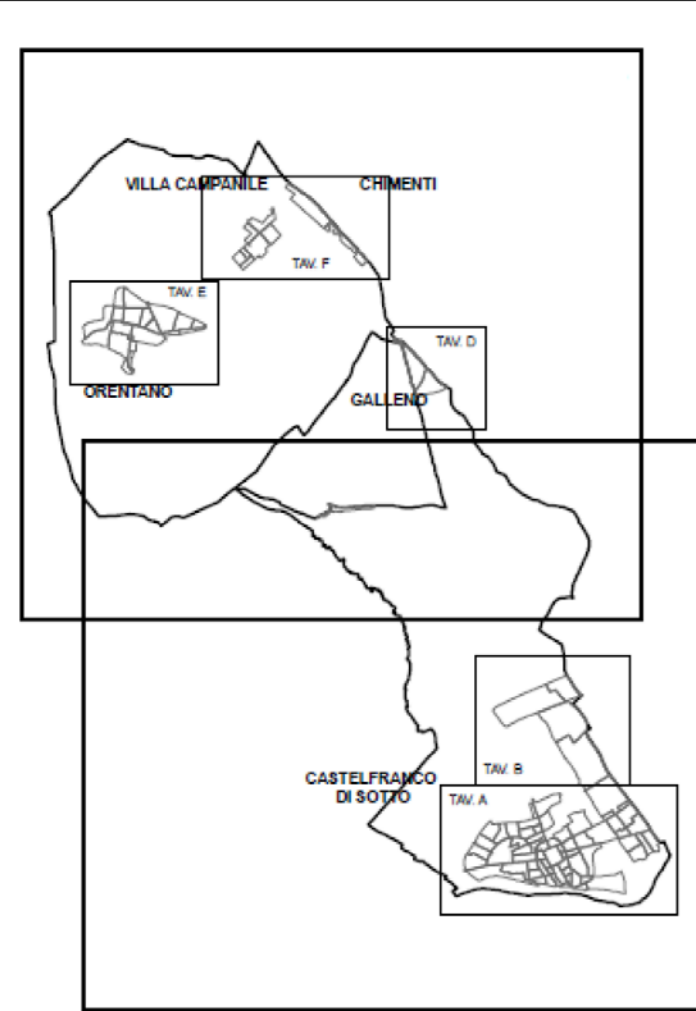 VILLA CAMPANILE
CHIMENTI
TAV. F
TAV. E
ORENTANO
TAV. D
GALLENO
TAV. B
CASTELFRANCO
DI SOTTO
TAV. A